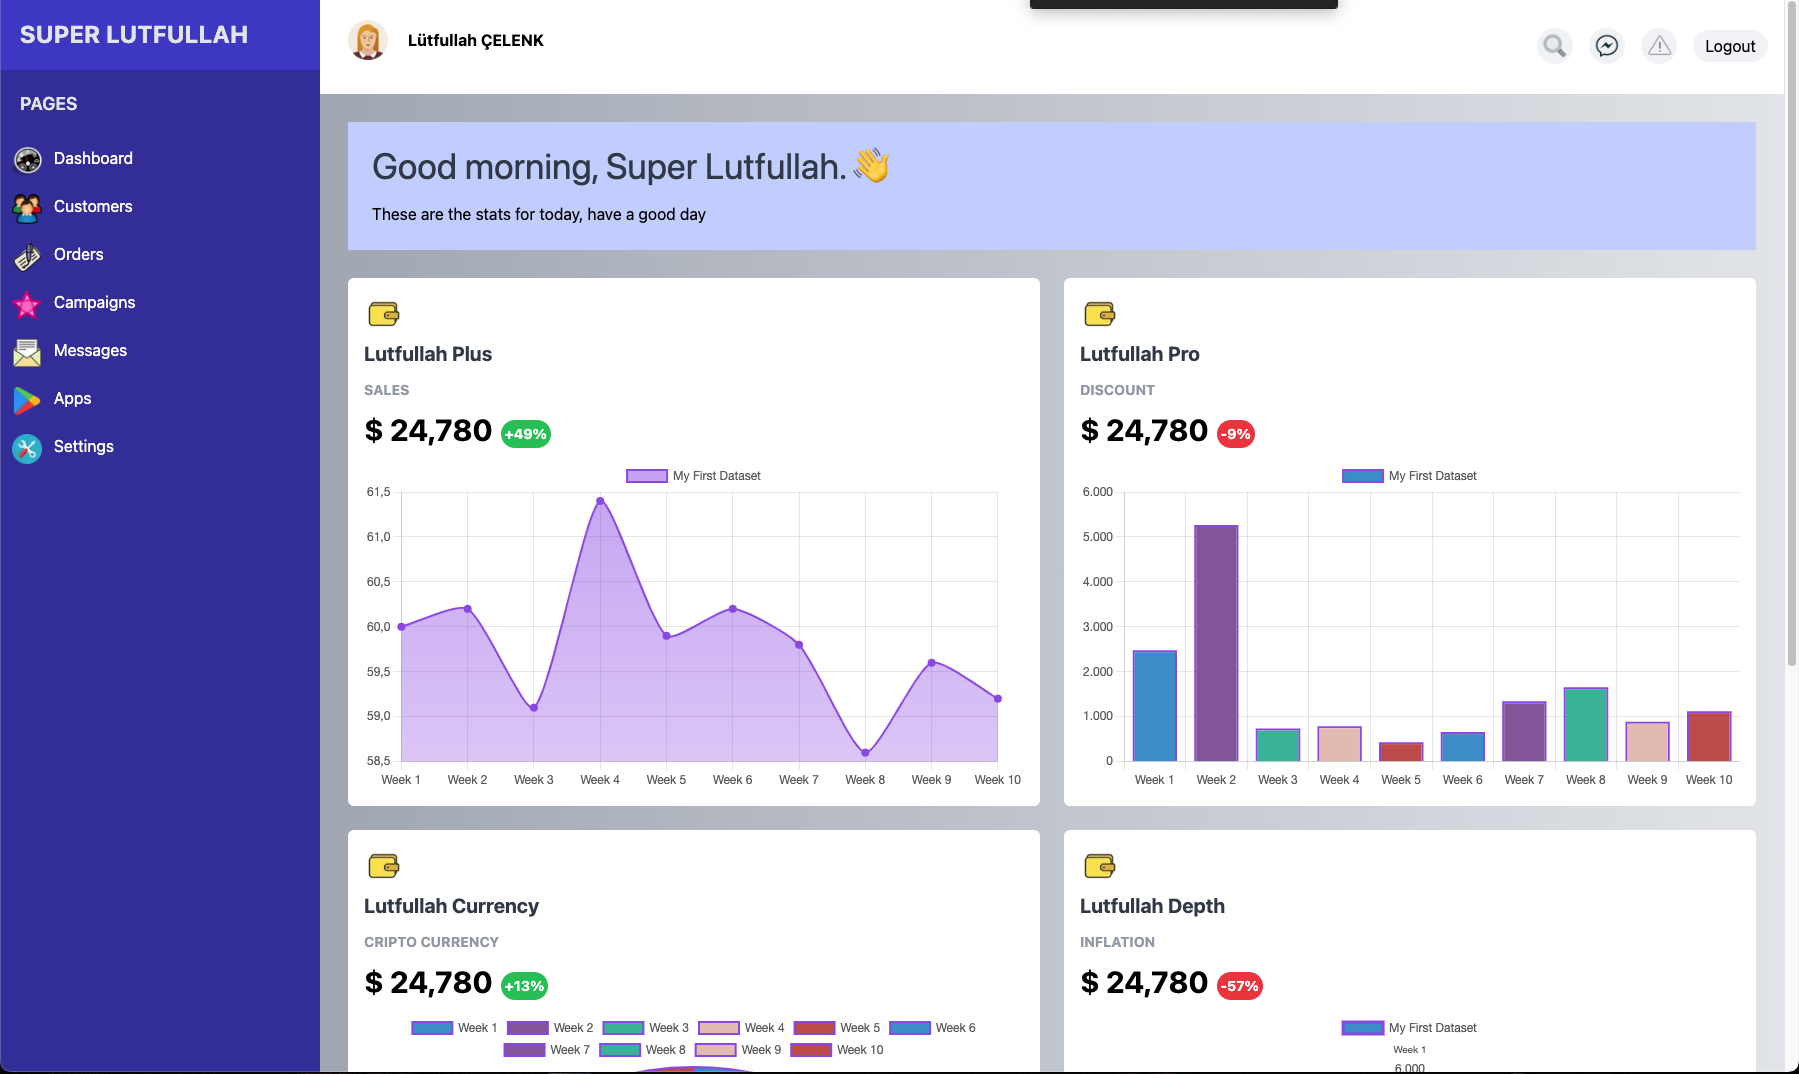 SUPER LUTFULLAH
Lütfullah ÇELENK
Logout
PAGES
Dashboard
Customers
Orders
Campaigns
Messages
Apps
Settings
Good morning, Super Lutfullah.👋
These are the stats for today, have a good day
Lutfullah Plus
SALES
$ 24,780 +49%
My First Dataset
61,5
61,0
60,5
60,0
59,5
59,0
58,5
Week 1 Week 2 Week 3 Week 4 Week 5 Week 6 Week 7 Week 8 Week 9 Week 10
Lutfullah Pro
DISCOUNT
$ 24,780 -9%
My First Dataset
6.000
5.000
4.000
3.000
2.000
1.000
0
Week 1 Week 2 Week 3 Week 4 Week 5 Week 6 Week 7 Week 8 Week 9 Week 10
Lutfullah Currency
CRIPTO CURRENCY
$ 24,780 +13%
Week 1 Week 2 Week 3 Week 4 Week 5 Week 6
Week 7 Week 8 Week 9 Week 10
Lutfullah Depth
INFLATION
$ 24,780 -57%
My First Dataset
Week 1
6.000